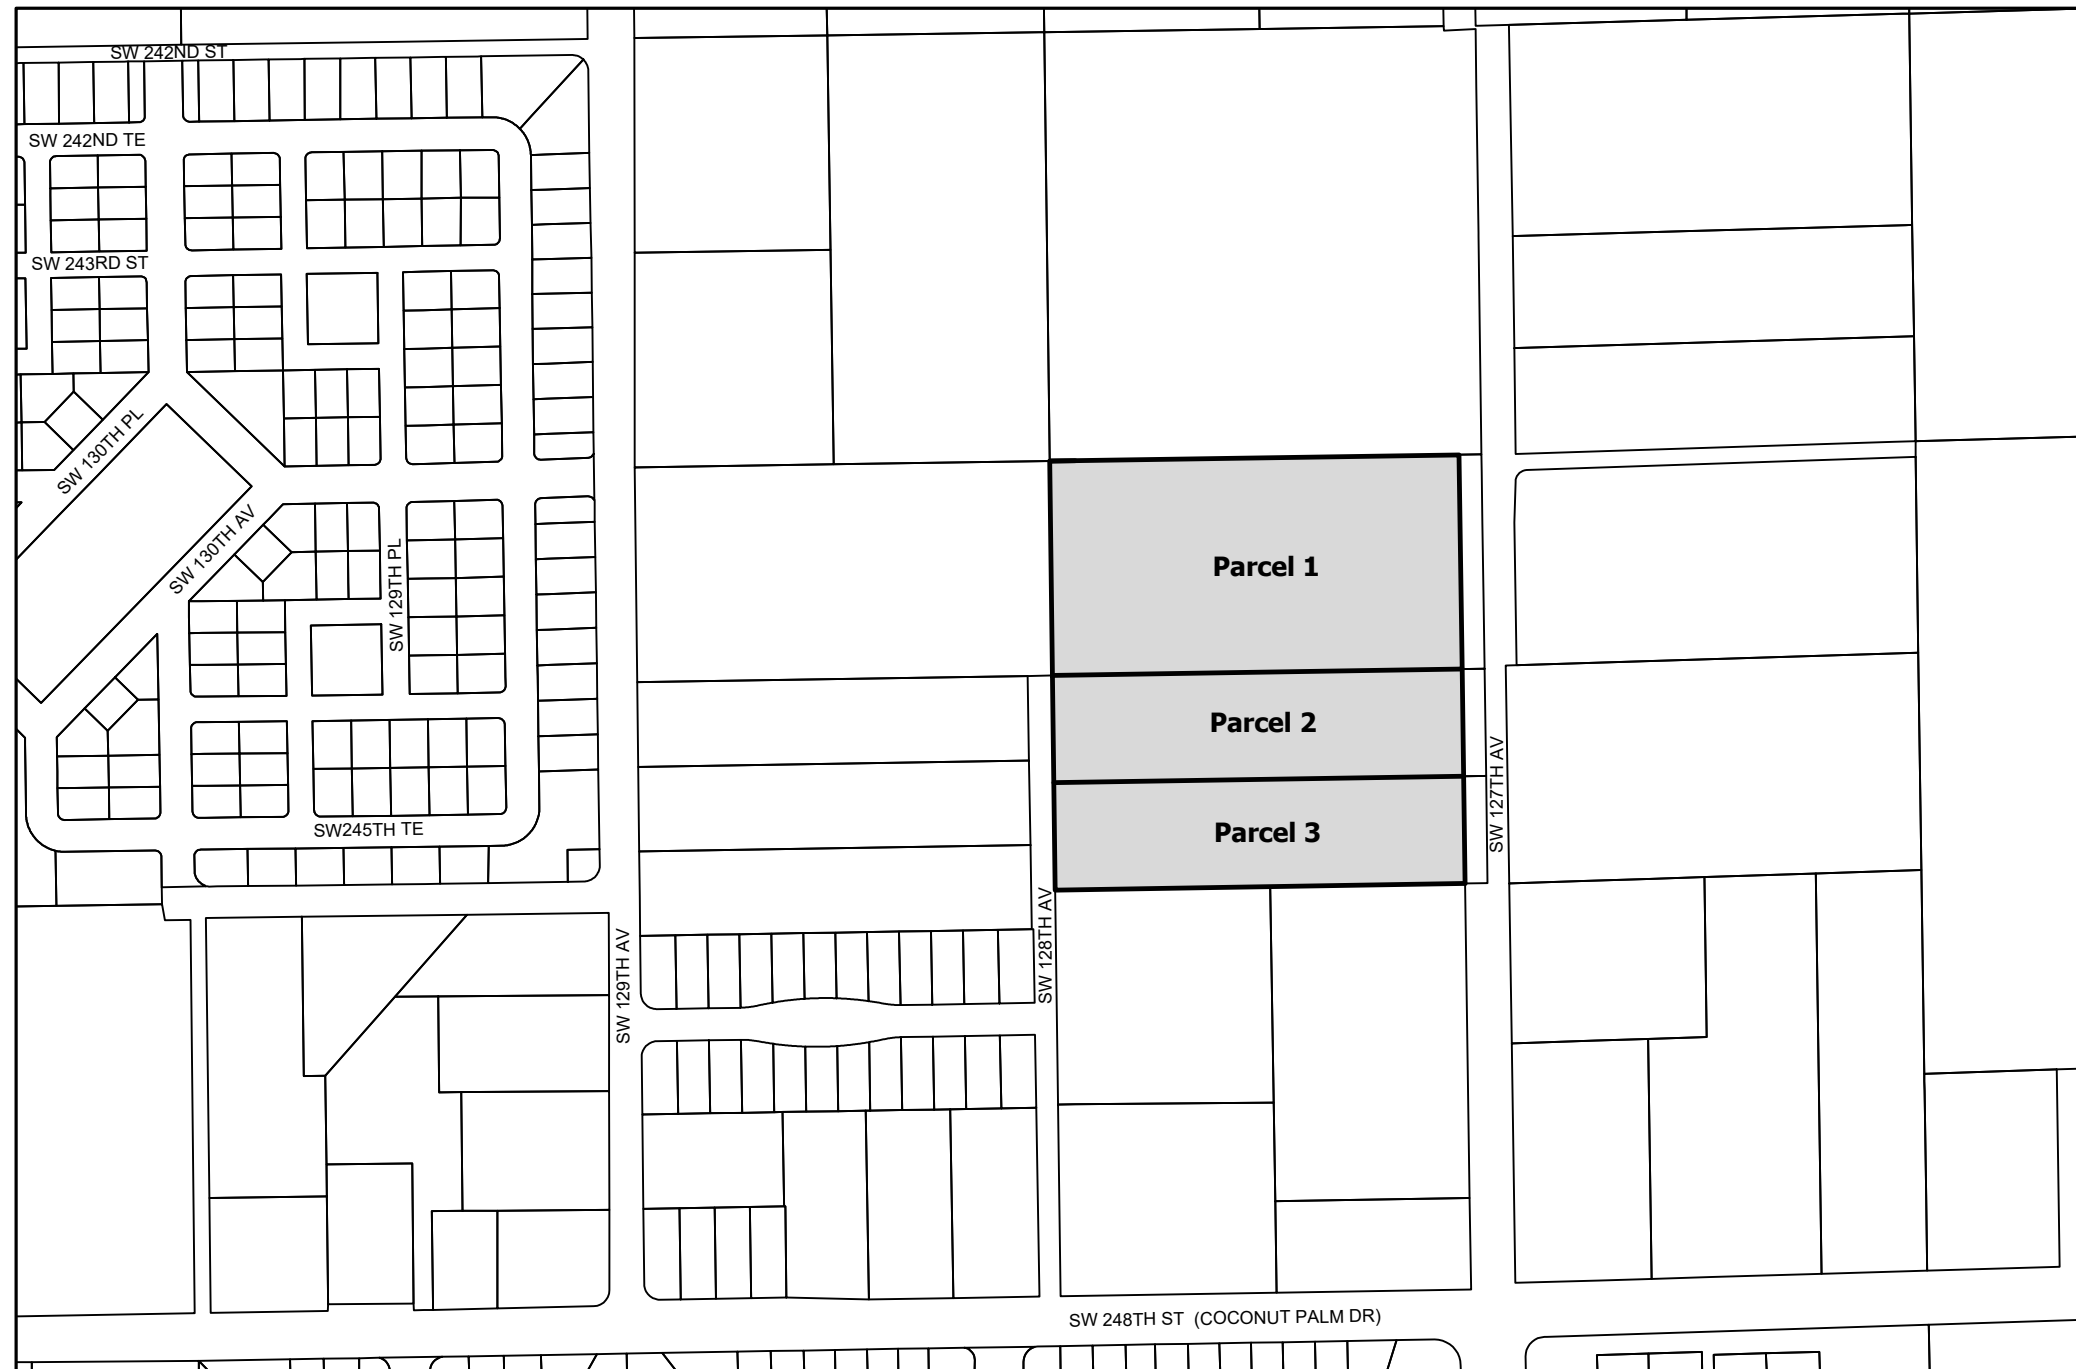 SW 242ND ST
SW 242ND TE
SW 243RD ST
SW 130TH PL
SW 130TH AV
SW 129TH PL
Parcel 1
Parcel 2
SW 127TH AV
SW245TH TE
Parcel 3
SW 129TH AV
SW 128TH AV
SW 248TH ST (COCONUT PALM DR)